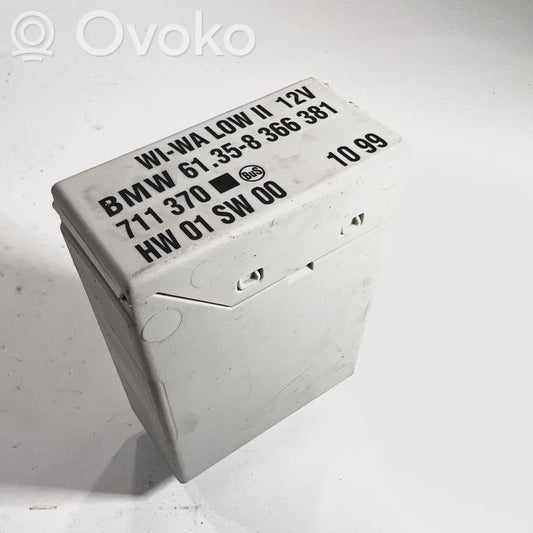 Ovoko
WI-WA LOW II 12V
BMW 61.35-8 366 381
711 370 BuS
HW 01 SW 00 10 99